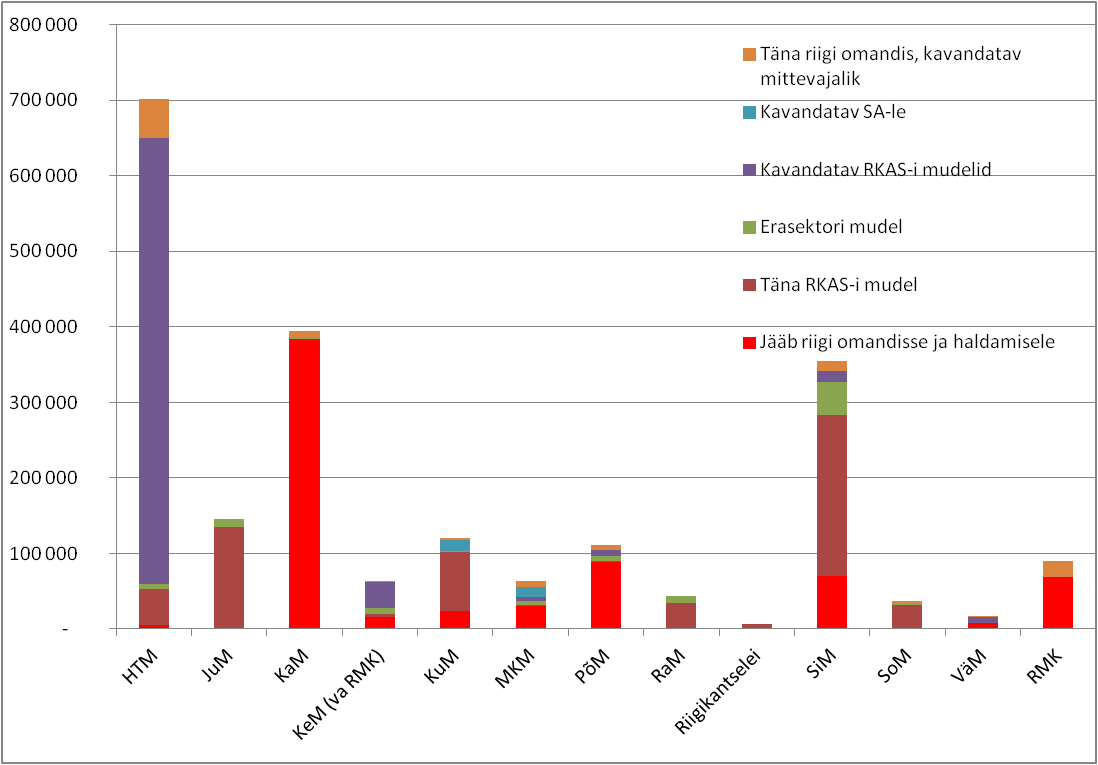 800 000
700 000
600 000
500 000
400 000
300 000
200 000
100 000
-
Täna riigi omandis, kavandatav
mittevajalik
Kavandatav SA-le
Kavandatav RKAS-i mudelid
Erasektori mudel
Täna RKAS-i mudel
Jääb riigi omandisse ja haldamisele
HTM
JuM
KaM
KeM (va RMK)
KuM
MKM
PõM
RaM
Riigikantselei
SiM
SoM
VäM
RMK